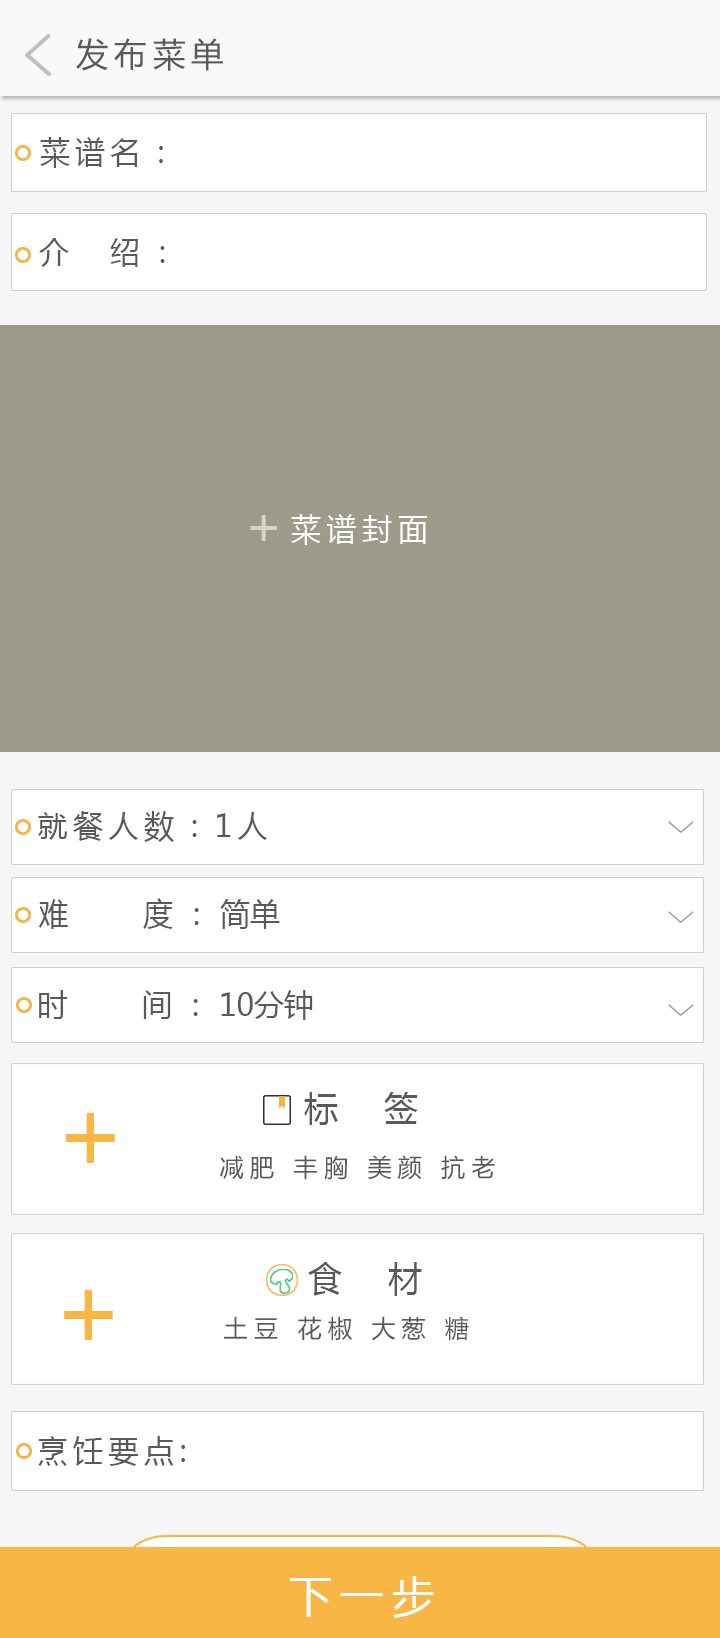 发布菜单
菜谱名：
介 绍：
+ 菜谱封面
就餐人数：1人
难 度：简单
时 间：10分钟
标 签
减肥 丰胸 美颜 抗老
食 材
土豆 花椒 大葱 糖
烹饪要点:
下一步